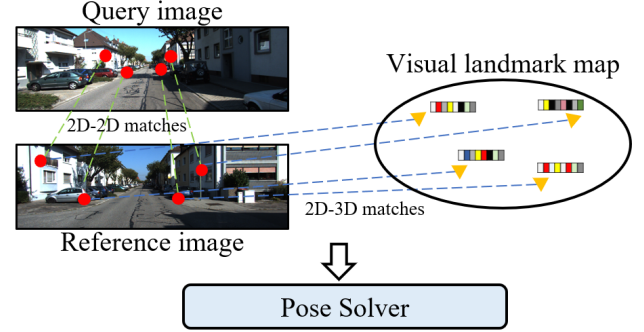 Query image
Visual landmark map
2D-2D matches
2D-3D matches
Reference image
Pose Solver